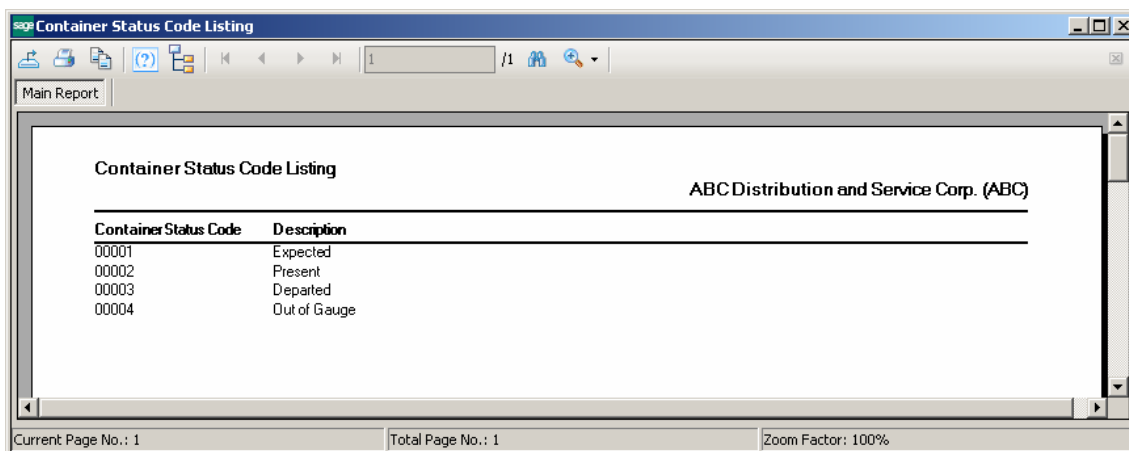 sage Container Status Code Listing
1 /1
Main Report
Container Status Code Listing
ABC Distribution and Service Corp. (ABC)
Container Status Code Description
00001 Expected
00002 Present
00003 Departed
00004 Out of Gauge
Current Page No.: 1 Total Page No.: 1 Zoom Factor: 100%